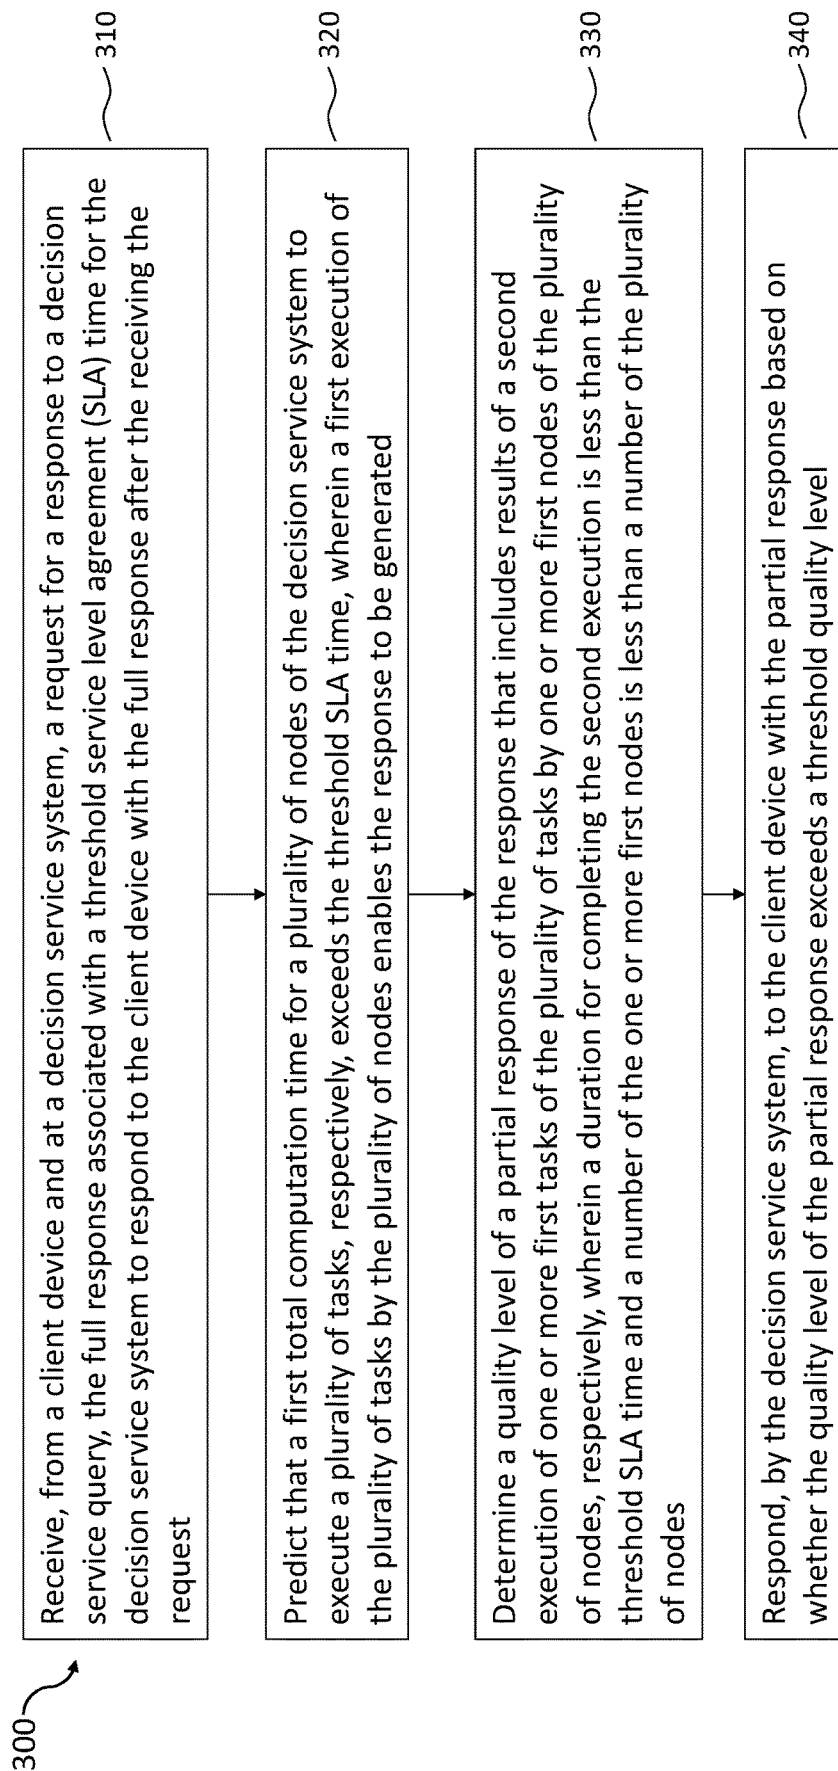 300
Receive, from a client device and at a decision service system, a request for a response to a decision
service query, the full response associated with a threshold service level agreement (SLA) time for the
decision service system to respond to the client device with the full response after the receiving the
request
310
Predict that a first total computation time for a plurality of nodes of the decision service system to
execute a plurality of tasks, respectively, exceeds the threshold SLA time, wherein a first execution of
the plurality of tasks by the plurality of nodes enables the response to be generated
320
Determine a quality level of a partial response of the response that includes results of a second
execution of one or more first tasks of the plurality of tasks by one or more first nodes of the plurality
of nodes, respectively, wherein a duration for completing the second execution is less than the
threshold SLA time and a number of the one or more first nodes is less than a number of the plurality
of nodes
330
Respond, by the decision service system, to the client device with the partial response based on
whether the quality level of the partial response exceeds a threshold quality level
340